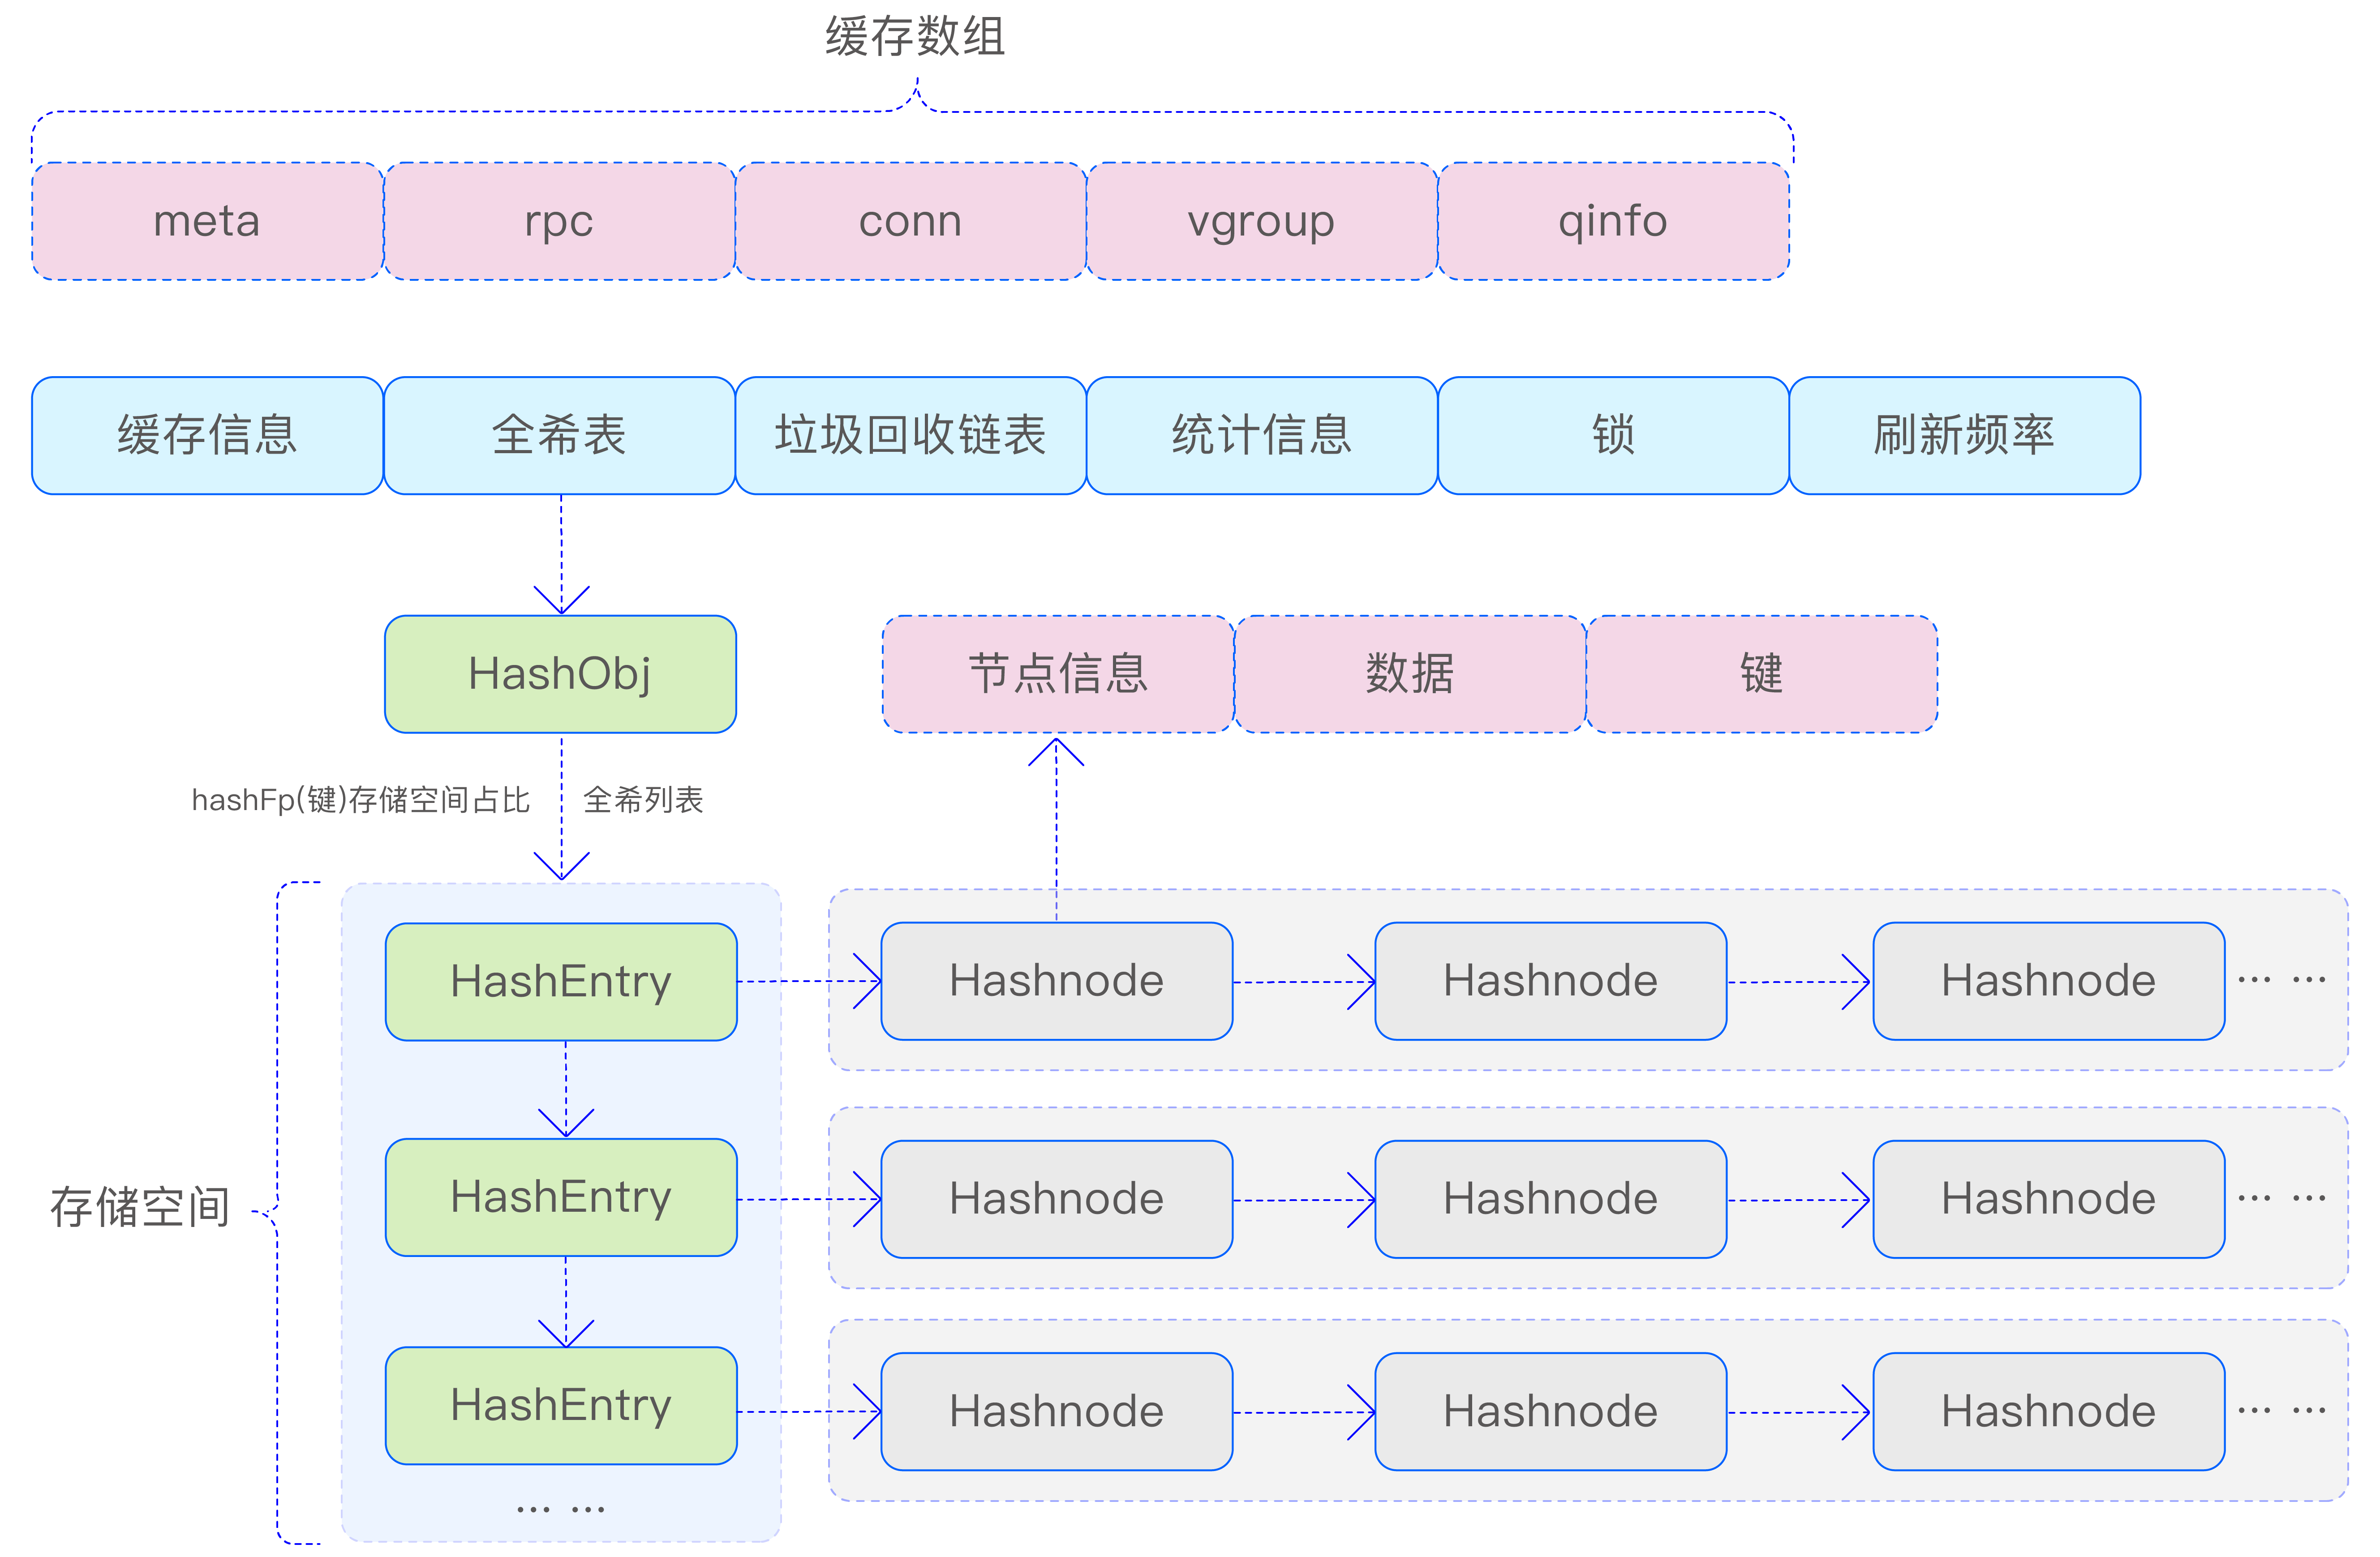 缓存数组
meta
rpc
conn
vgroup
qinfo
缓存信息
全希表
垃圾回收链表
统计信息
锁
刷新频率
HashObj
节点信息
数据
键
hashFp(键)存储空间占比
全希列表
HashEntry
Hashnode
Hashnode
Hashnode
... ...
存储空间
HashEntry
Hashnode
Hashnode
Hashnode
... ...
HashEntry
Hashnode
Hashnode
Hashnode
... ...
... ...